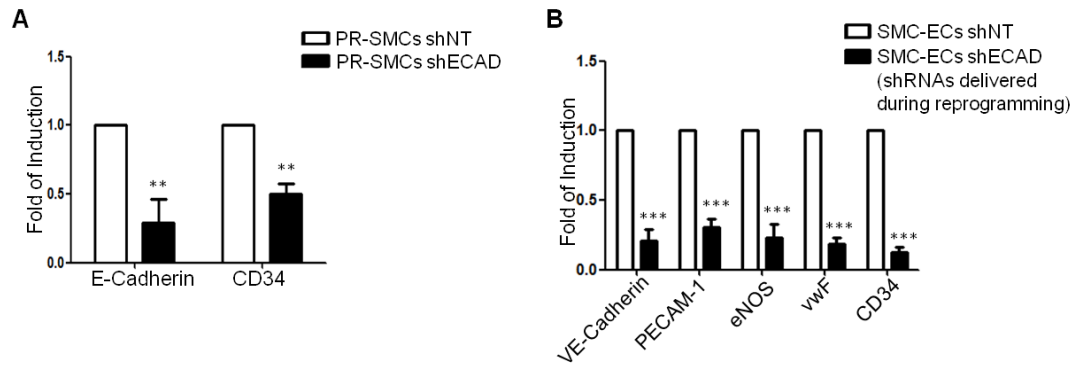 A
PR-SMCs shNT
PR-SMCs shECAD
Fold of Induction
1.5
1.0
0.5
0.0
**
**
E-Cadherin
CD34
B
SMC-ECs shNT
SMC-ECs shECAD
(shRNAs delivered
during reprogramming)
Fold of Induction
1.5
1.0
0.5
0.0
***
***
***
***
***
VE-Cadherin
PECAM-1
eNOS
vwF
CD34